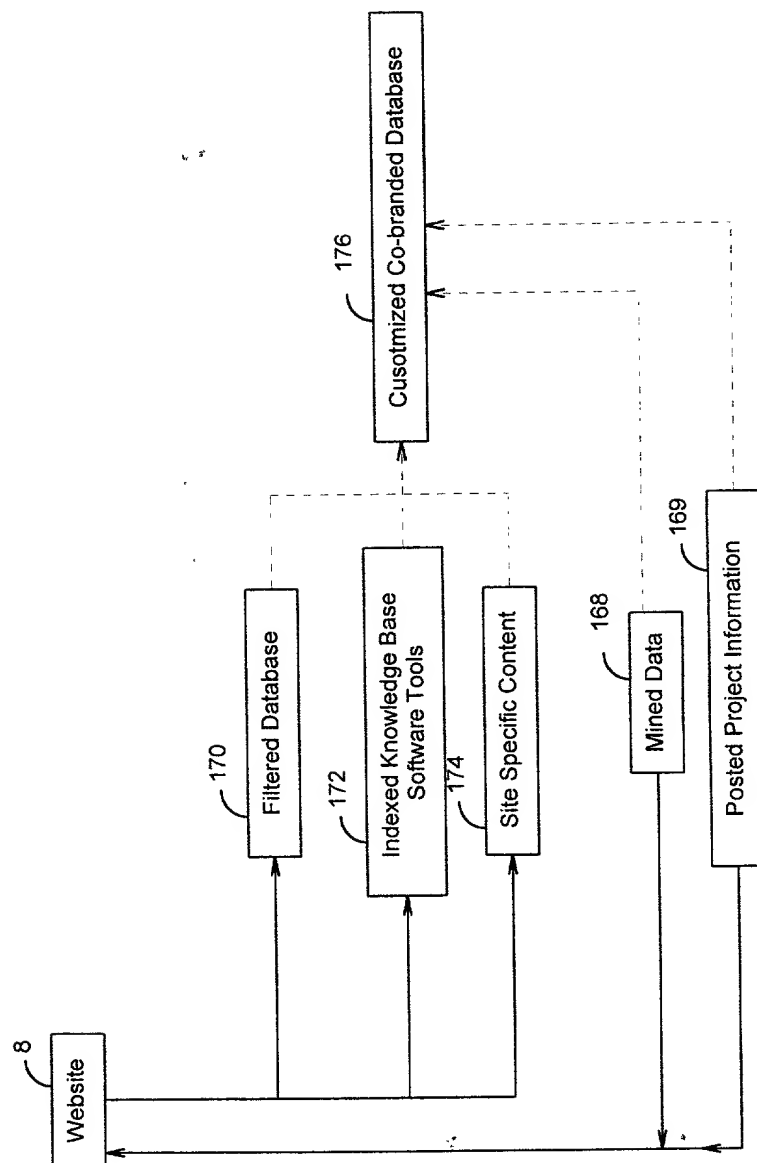 8
Website
170
Filtered Database
172
Indexed Knowledge Base
Software Tools
174
Site Specific Content
176
Cusotmized Co-branded Database
168
Mined Data
169
Posted Project Information